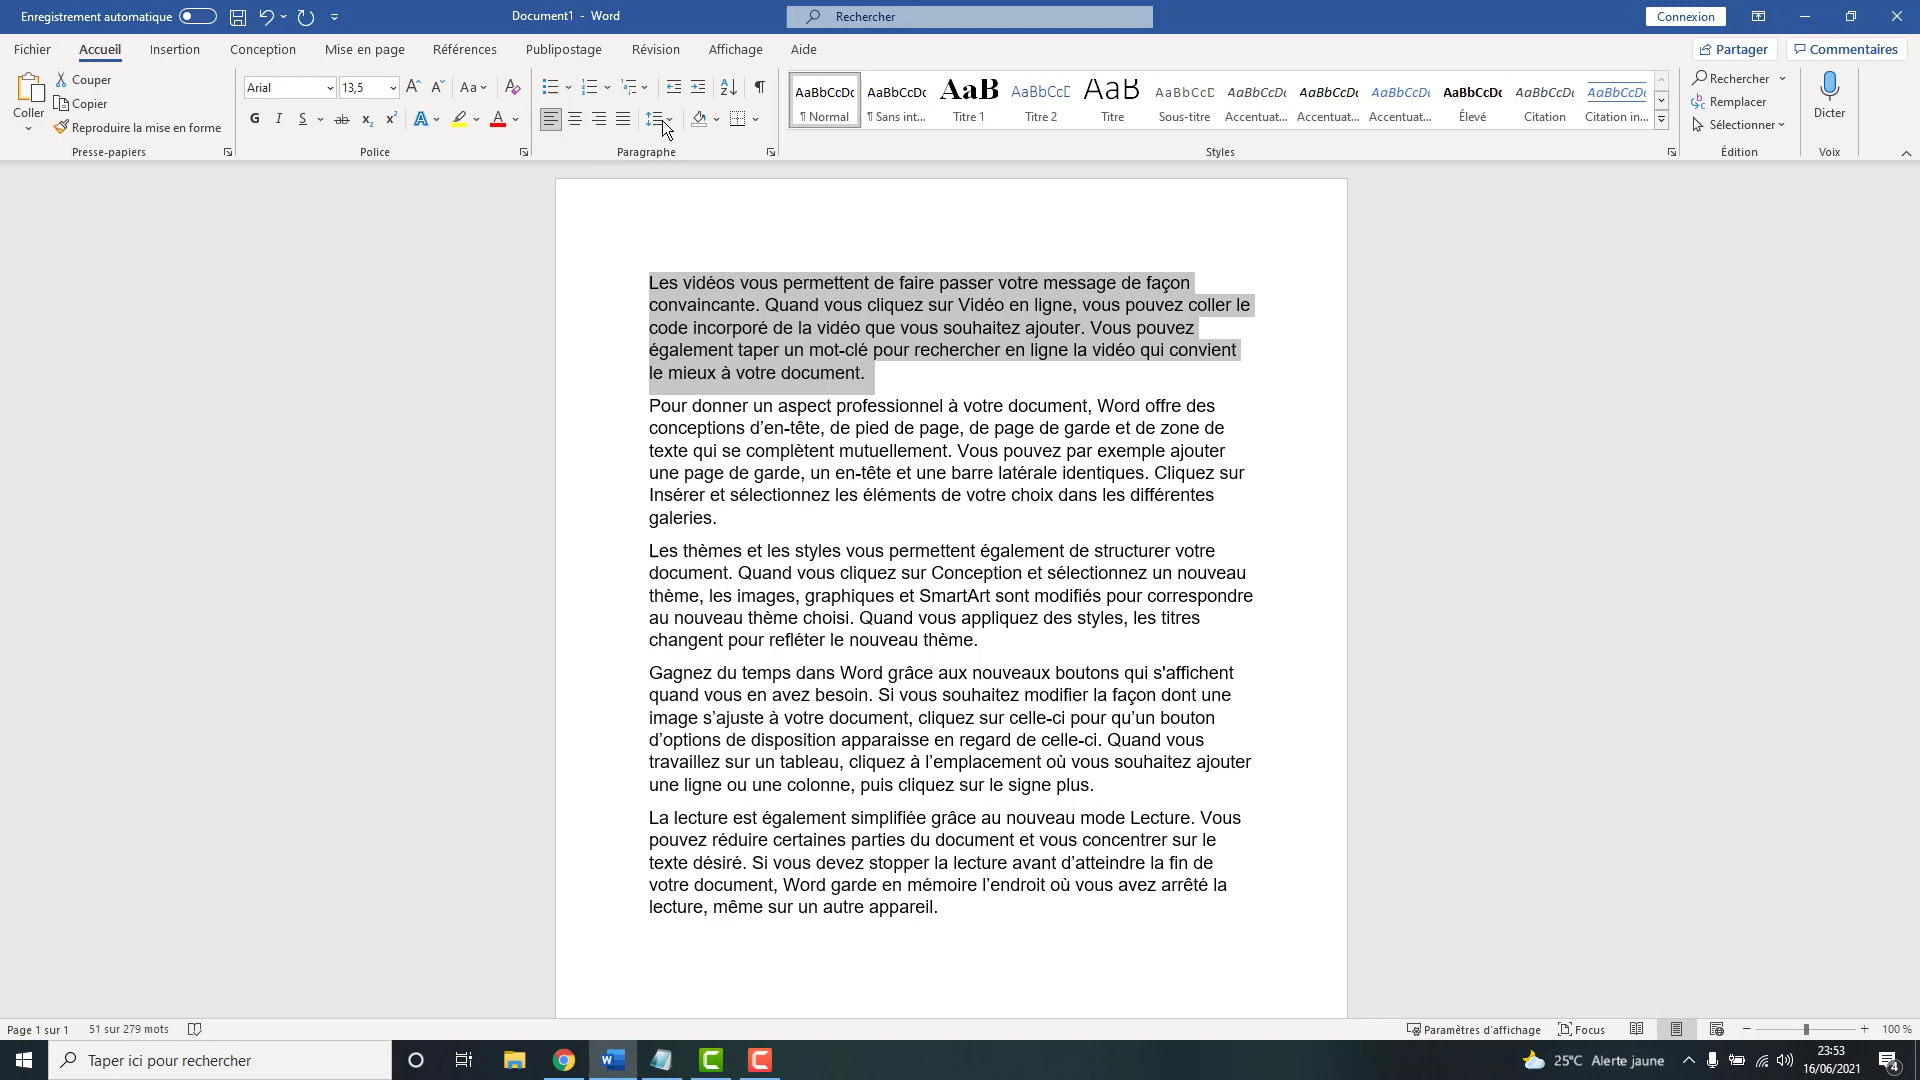 Enregistrement automatique
Document1 - Word
Rechercher
Connexion
Fichier
Accueil
Insertion
Conception
Mise en page
Références
Publipostage
Révision
Affichage
Aide
Partager
Commentaires
Coller
Couper
Copier
Reproduire la mise en forme
Presse-papiers
Arial
13,5
Aa
G I S ab x₂ x²
Police
Paragraphe
AaBbCcDc
¶ Normal
AaBbCcDc
¶ Sans int...
AaB
Titre 1
AaBbCcC
Titre 2
AaB
Titre
AaBbCcD
Sous-titre
AaBbCcDc
Accentuat...
AaBbCcDc
Accentuat...
AaBbCcDc
Accentuat...
AaBbCcDc
Élevé
AaBbCcDc
Citation
AaBbCcDc
Citation in...
Styles
Rechercher
Remplacer
Sélectionner
Édition
Dicter
Voix
Les vidéos vous permettent de faire passer votre message de façon
convaincante. Quand vous cliquez sur Vidéo en ligne, vous pouvez coller le
code incorporé de la vidéo que vous souhaitez ajouter. Vous pouvez
également taper un mot-clé pour rechercher en ligne la vidéo qui convient
le mieux à votre document.
Pour donner un aspect professionnel à votre document, Word offre des
conceptions d’en-tête, de pied de page, de page de garde et de zone de
texte qui se complètent mutuellement. Vous pouvez par exemple ajouter
une page de garde, un en-tête et une barre latérale identiques. Cliquez sur
Insérer et sélectionnez les éléments de votre choix dans les différentes
galeries.
Les thèmes et les styles vous permettent également de structurer votre
document. Quand vous cliquez sur Conception et sélectionnez un nouveau
thème, les images, graphiques et SmartArt sont modifiés pour correspondre
au nouveau thème choisi. Quand vous appliquez des styles, les titres
changent pour refléter le nouveau thème.
Gagnez du temps dans Word grâce aux nouveaux boutons qui s'affichent
quand vous en avez besoin. Si vous souhaitez modifier la façon dont une
image s’ajuste à votre document, cliquez sur celle-ci pour qu’un bouton
d’options de disposition apparaisse en regard de celle-ci. Quand vous
travaillez sur un tableau, cliquez à l’emplacement où vous souhaitez ajouter
une ligne ou une colonne, puis cliquez sur le signe plus.
La lecture est également simplifiée grâce au nouveau mode Lecture. Vous
pouvez réduire certaines parties du document et vous concentrer sur le
texte désiré. Si vous devez stopper la lecture avant d’atteindre la fin de
votre document, Word garde en mémoire l’endroit où vous avez arrêté la
lecture, même sur un autre appareil.
Page 1 sur 1
51 sur 279 mots
Paramètres d'affichage
Focus
100 %
Taper ici pour rechercher
25°C Alerte jaune
23:53
16/06/2021
4